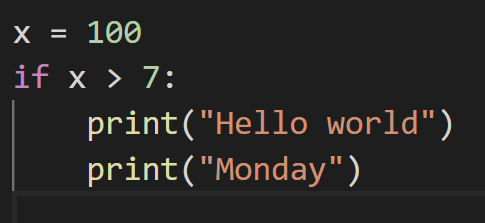 x = 100
if x > 7:
    print("Hello world")
    print("Monday")